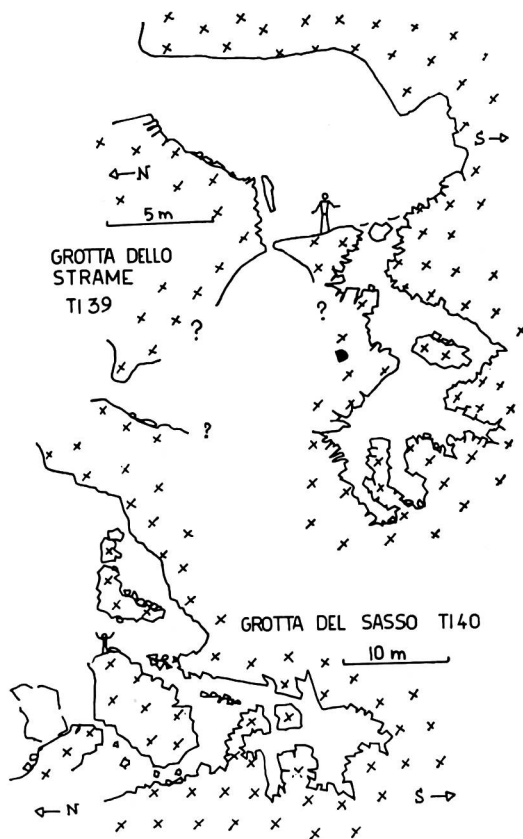 S
N
5 m
GROTTA DELLO
STRAME
TI 39
?
?
?
GROTTA DEL SASSO TI 40
10 m
N
S